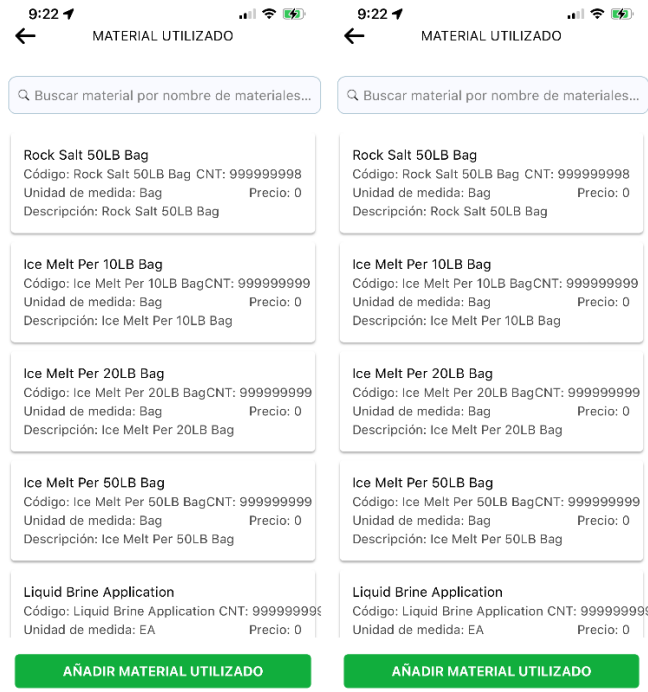 9:22
MATERIAL UTILIZADO
Buscar material por nombre de materiales...
Rock Salt 50LB Bag
Código: Rock Salt 50LB Bag CNT: 999999998
Unidad de medida: Bag Precio: 0
Descripción: Rock Salt 50LB Bag
Ice Melt Per 10LB Bag
Código: Ice Melt Per 10LB BagCNT: 999999999
Unidad de medida: Bag Precio: 0
Descripción: Ice Melt Per 10LB Bag
Ice Melt Per 20LB Bag
Código: Ice Melt Per 20LB BagCNT: 999999999
Unidad de medida: Bag Precio: 0
Descripción: Ice Melt Per 20LB Bag
Ice Melt Per 50LB Bag
Código: Ice Melt Per 50LB BagCNT: 999999999
Unidad de medida: Bag Precio: 0
Descripción: Ice Melt Per 50LB Bag
Liquid Brine Application
Código: Liquid Brine Application CNT: 999999999
Unidad de medida: EA Precio: 0
AÑADIR MATERIAL UTILIZADO
9:22
MATERIAL UTILIZADO
Buscar material por nombre de materiales...
Rock Salt 50LB Bag
Código: Rock Salt 50LB Bag CNT: 999999998
Unidad de medida: Bag Precio: 0
Descripción: Rock Salt 50LB Bag
Ice Melt Per 10LB Bag
Código: Ice Melt Per 10LB BagCNT: 999999999
Unidad de medida: Bag Precio: 0
Descripción: Ice Melt Per 10LB Bag
Ice Melt Per 20LB Bag
Código: Ice Melt Per 20LB BagCNT: 999999999
Unidad de medida: Bag Precio: 0
Descripción: Ice Melt Per 20LB Bag
Ice Melt Per 50LB Bag
Código: Ice Melt Per 50LB BagCNT: 999999999
Unidad de medida: Bag Precio: 0
Descripción: Ice Melt Per 50LB Bag
Liquid Brine Application
Código: Liquid Brine Application CNT: 999999999
Unidad de medida: EA Precio: 0
AÑADIR MATERIAL UTILIZADO